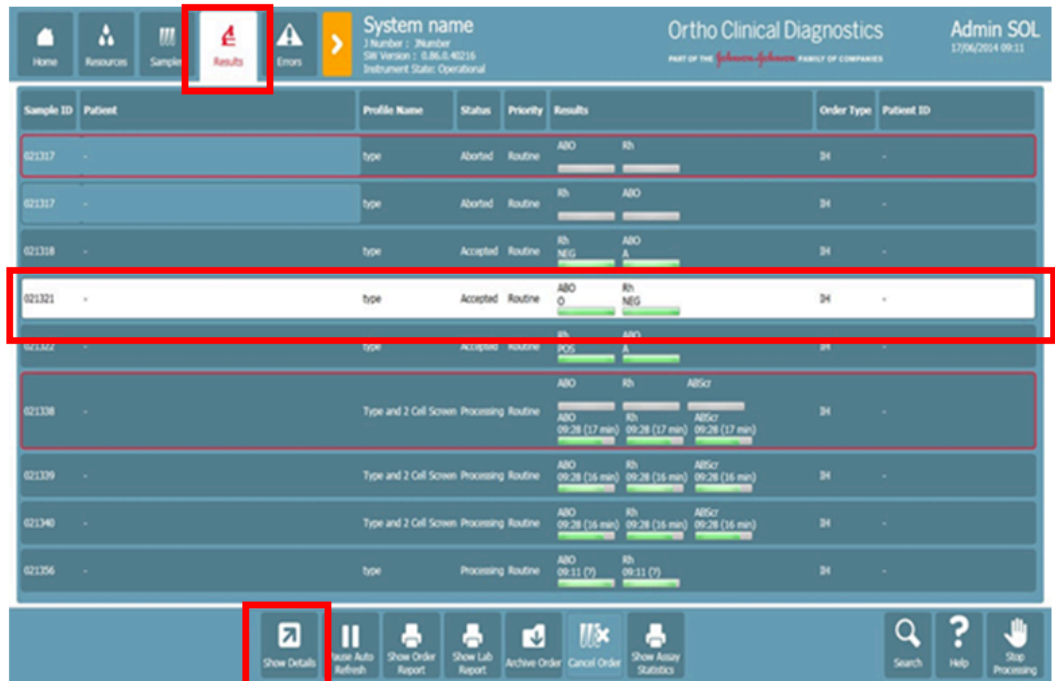 System name
J Number : JNumber
SW Version : 0.86.0.40216
Instrument State: Operational
Ortho Clinical Diagnostics
PART OF THE Johnson & Johnson FAMILY OF COMPANIES
Admin SOL
17/06/2014 09:11
Home Resources Samples Results Errors
Sample ID Patient Profile Name Status Priority Results Order Type Patient ID
ABO Rh
021317 - type Aborted Routine IH -
Rh ABO
021317 - type Aborted Routine IH -
Rh ABO
021318 - type Accepted Routine IH -
NEG A
ABO Rh
021321 - type Accepted Routine IH -
O NEG
Rh ABO
021322 type Accepted Routine IH -
POS A
ABO Rh ABScr
021338 - Type and 2 Cell Screen Processing Routine IH -
ABO Rh ABScr
09:28 (17 min) 09:28 (17 min) 09:28 (17 min)
ABO Rh ABScr
021339 - Type and 2 Cell Screen Processing Routine IH -
09:28 (16 min) 09:28 (16 min) 09:28 (16 min)
ABO Rh ABScr
021340 - Type and 2 Cell Screen Processing Routine IH -
09:28 (16 min) 09:28 (16 min) 09:28 (16 min)
ABO Rh
021356 - type Processing Routine IH -
09:11 (?) 09:11 (?)
Show Details
Pause Auto Refresh
Show Order Report
Show Lab Report
Archive Order
Cancel Order
Show Assay Statistics
Search
Help
Stop Processing